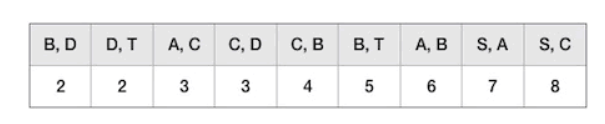 B, D D, T A, C C, D C, B B, T A, B S, A S, C
2 2 3 3 4 5 6 7 8